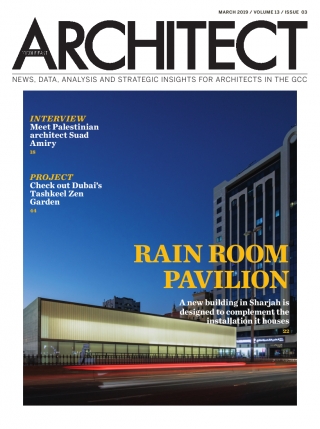 MARCH 2019 / VOLUME 13 / ISSUE 03
ARCHITECT
NEWS, DATA, ANALYSIS AND STRATEGIC INSIGHTS FOR ARCHITECTS IN THE GCC
INTERVIEW
Meet Palestinian
architect Suad
Amiry
16
PROJECT
Check out Dubai's
Tashkeel Zen
Garden
44
RAIN ROOM
PAVILION
A new building in Sharjah is
designed to complement the
installation it houses
22